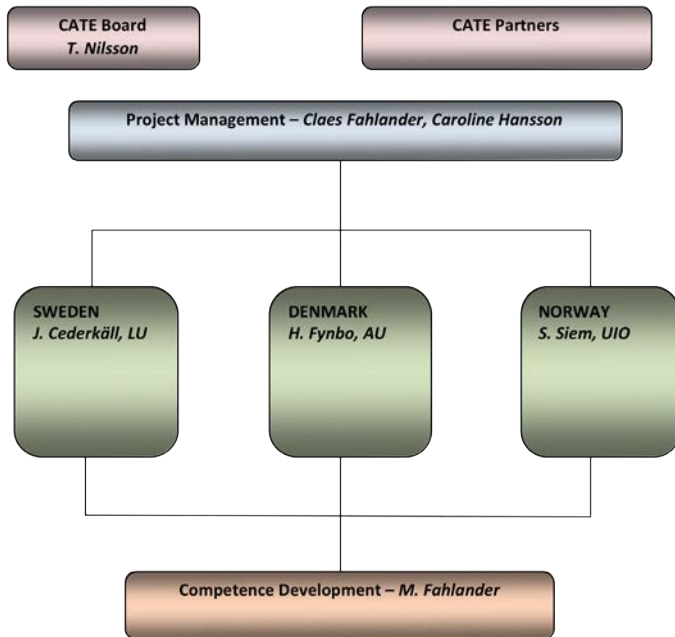 CATE Board
T. Nilsson
CATE Partners
Project Management – Claes Fahlander, Caroline Hansson
SWEDEN
J. Cederkäll, LU
DENMARK
H. Fynbo, AU
NORWAY
S. Siem, UIO
Competence Development – M. Fahlander